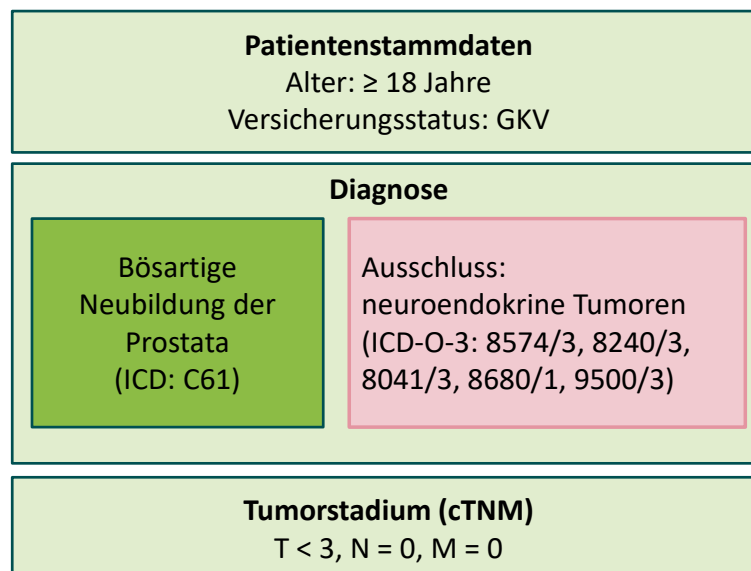 Patientenstammdaten
Alter: ≥ 18 Jahre
Versicherungsstatus: GKV
Diagnose
Bösartige
Neubildung der
Prostata
(ICD: C61)
Ausschluss:
neuroendokrine Tumoren
(ICD-O-3: 8574/3, 8240/3,
8041/3, 8680/1, 9500/3)
Tumorstadium (cTNM)
T < 3, N = 0, M = 0